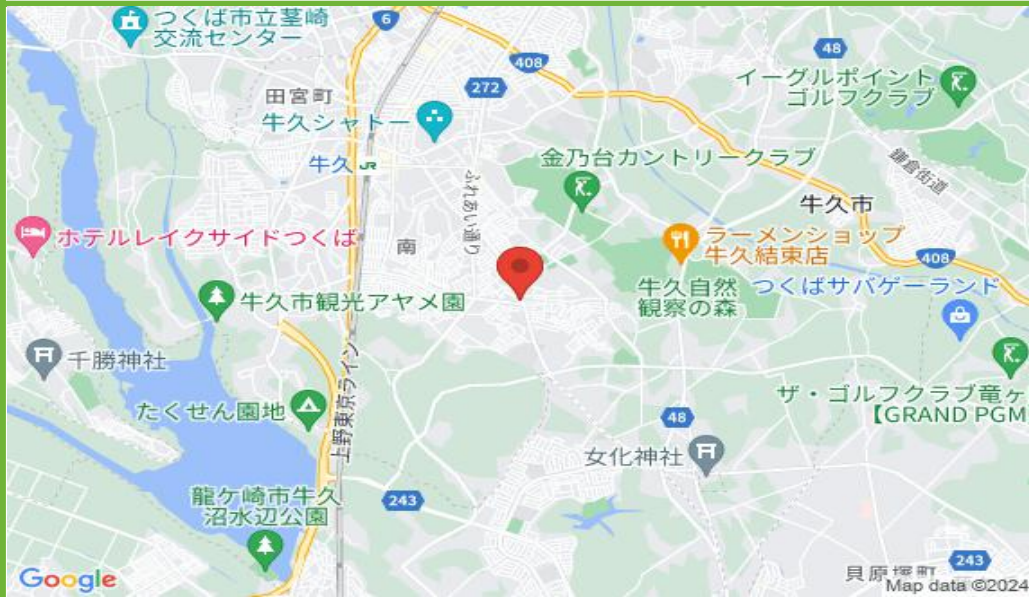 つくば市立茎崎
交流センター
6
408
48
イーグルポイント
ゴルフクラブ
272
田宮町
牛久シャトー
金乃台カントリークラブ
鎌倉街道
牛久 JR
ふれあい通り
牛久市
ホテルレイクサイドつくば
南
ラーメンショップ
牛久結束店
408
牛久市観光アヤメ園
牛久自然
観察の森
つくばサバゲーランド
千勝神社
たくせん園地
上野東京ライン
ザ・ゴルフクラブ竜ヶ
【GRAND PGM
48
女化神社
龍ケ崎市牛久
沼水辺公園
243
243
貝原塚町
Google
Map data ©2024